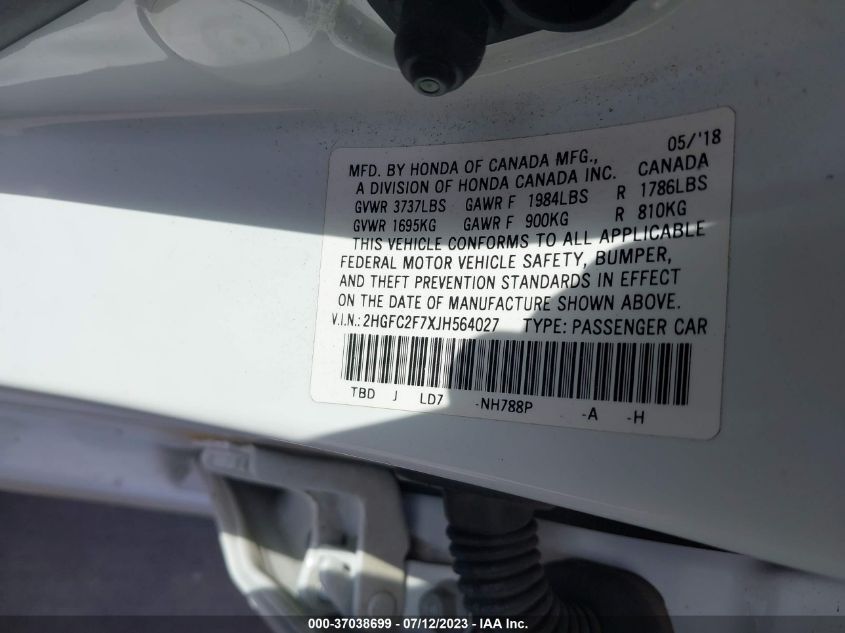 05/'18
MFD. BY HONDA OF CANADA MFG.,
A DIVISION OF HONDA CANADA INC. CANADA
GVWR 3737LBS GAWR F 1984LBS R 1786LBS
GVWR 1695KG GAWR F 900KG R 810KG
THIS VEHICLE CONFORMS TO ALL APPLICABLE
FEDERAL MOTOR VEHICLE SAFETY, BUMPER,
AND THEFT PREVENTION STANDARDS IN EFFECT
ON THE DATE OF MANUFACTURE SHOWN ABOVE.
V.I.N.: 2HGFC2F7XJH564027 TYPE: PASSENGER CAR
TBD J LD7 -NH788P -A -H
000-37038699 - 07/12/2023 - IAA Inc.